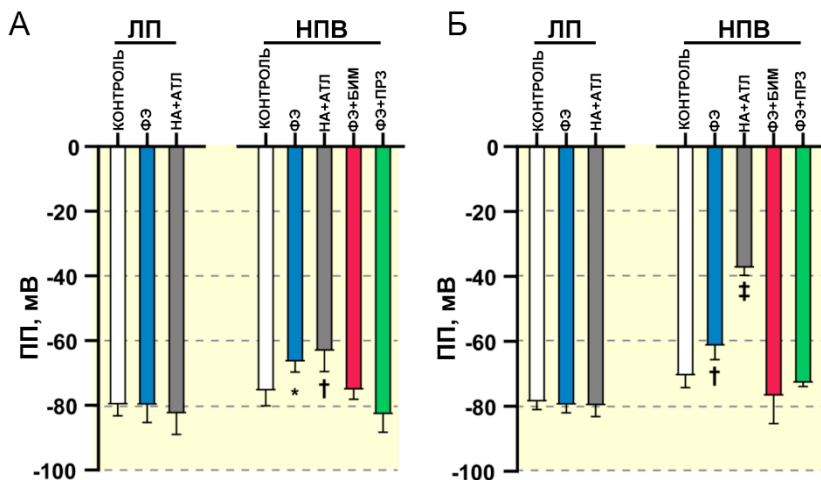 А
ЛП
НПВ
КОНТРОЛЬ
ФЭ
НА+АТЛ
КОНТРОЛЬ
ФЭ
НА+АТЛ
ФЭ+БИМ
ФЭ+ПРЗ
ПП, мВ
0
-20
-40
-60
-80
-100
*
†
Б
ЛП
НПВ
КОНТРОЛЬ
ФЭ
НА+АТЛ
КОНТРОЛЬ
ФЭ
НА+АТЛ
ФЭ+БИМ
ФЭ+ПРЗ
ПП, мВ
0
-20
-40
-60
-80
-100
†
‡